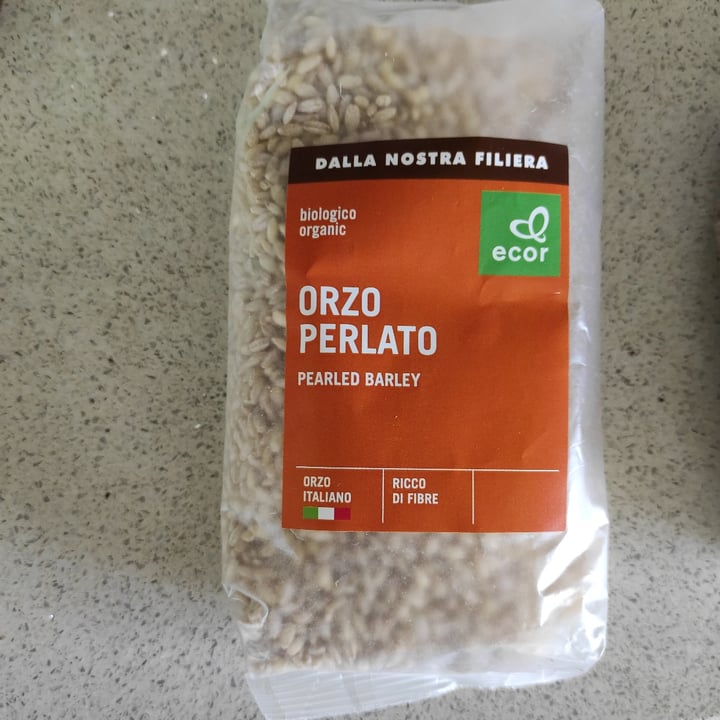 DALLA NOSTRA FILIERA
biologico
organic
ecor
ORZO
PERLATO
PEARLED BARLEY
ORZO
ITALIANO
RICCO
DI FIBRE